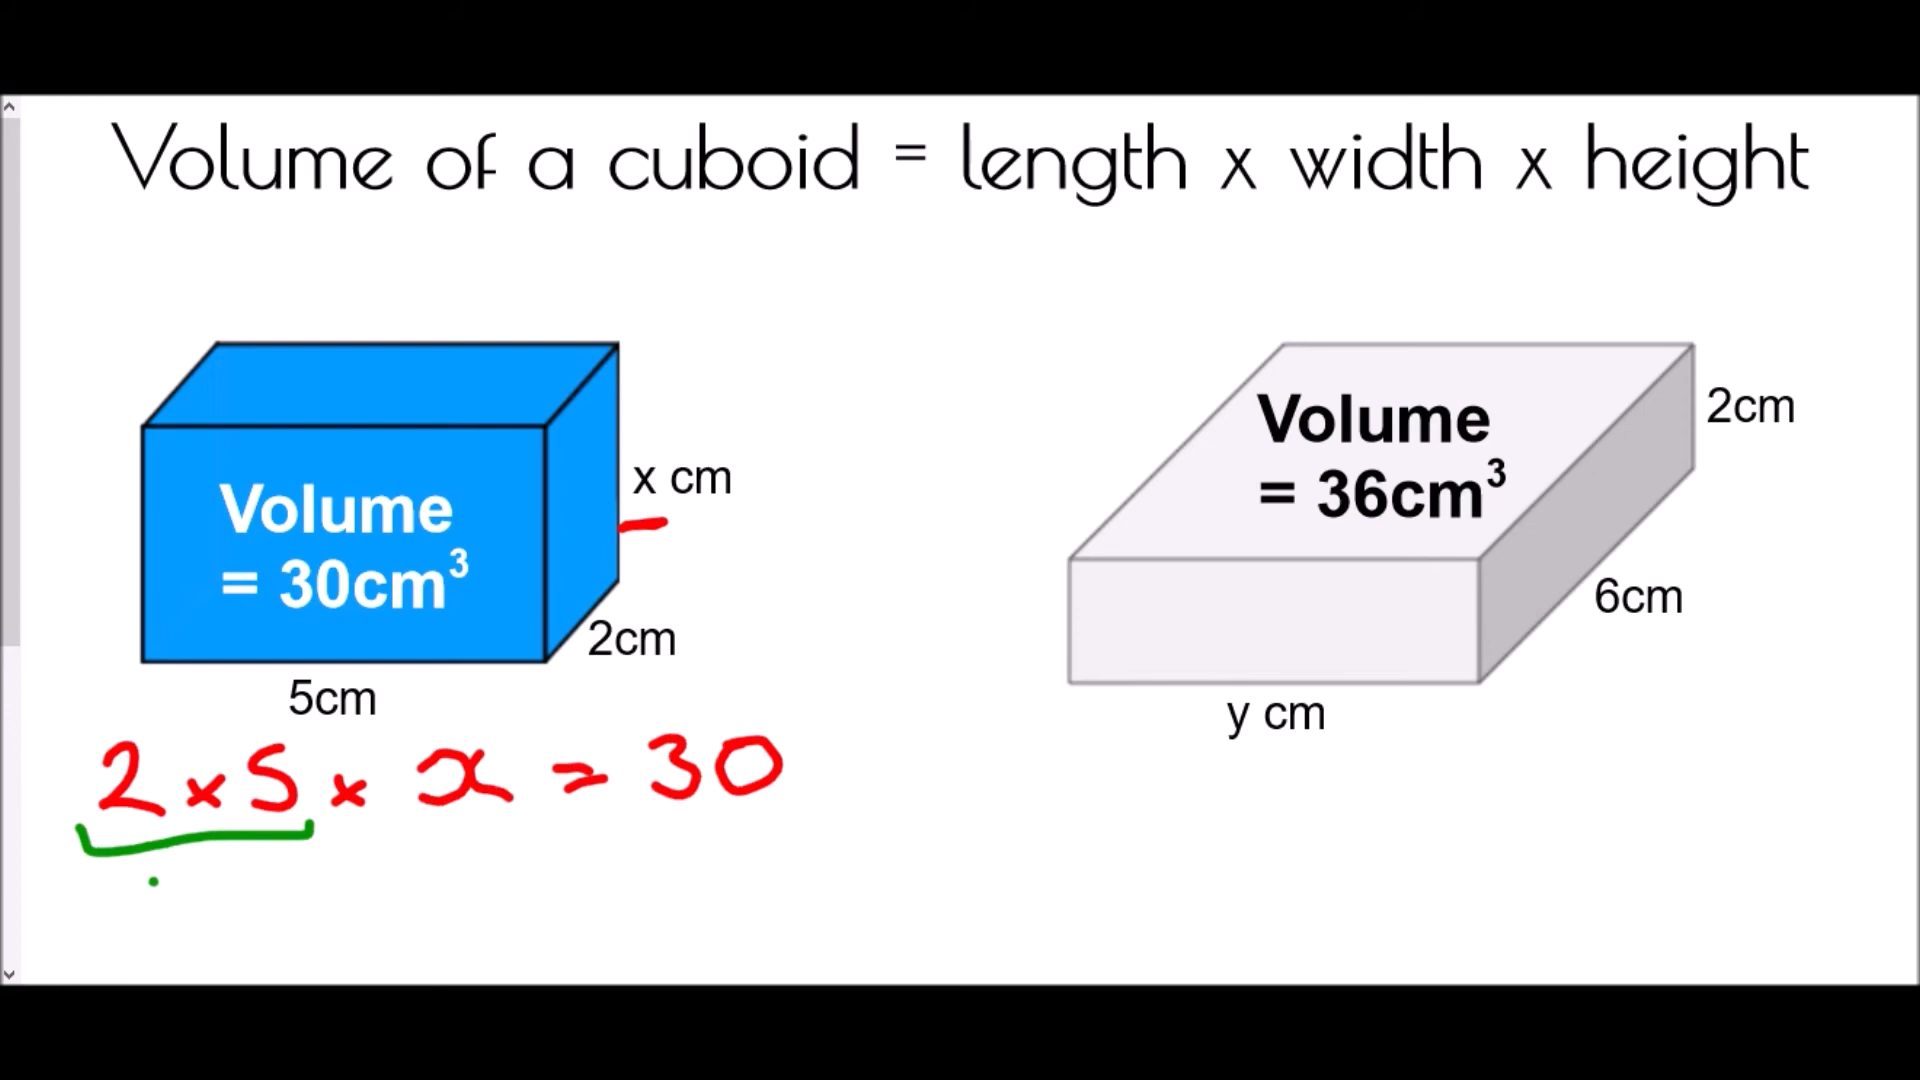 Volume of a cuboid = length x width x height
Volume
= 30cm³
x cm
2cm
5cm
2 × 5 × x = 30
Volume
= 36cm³
2cm
6cm
y cm